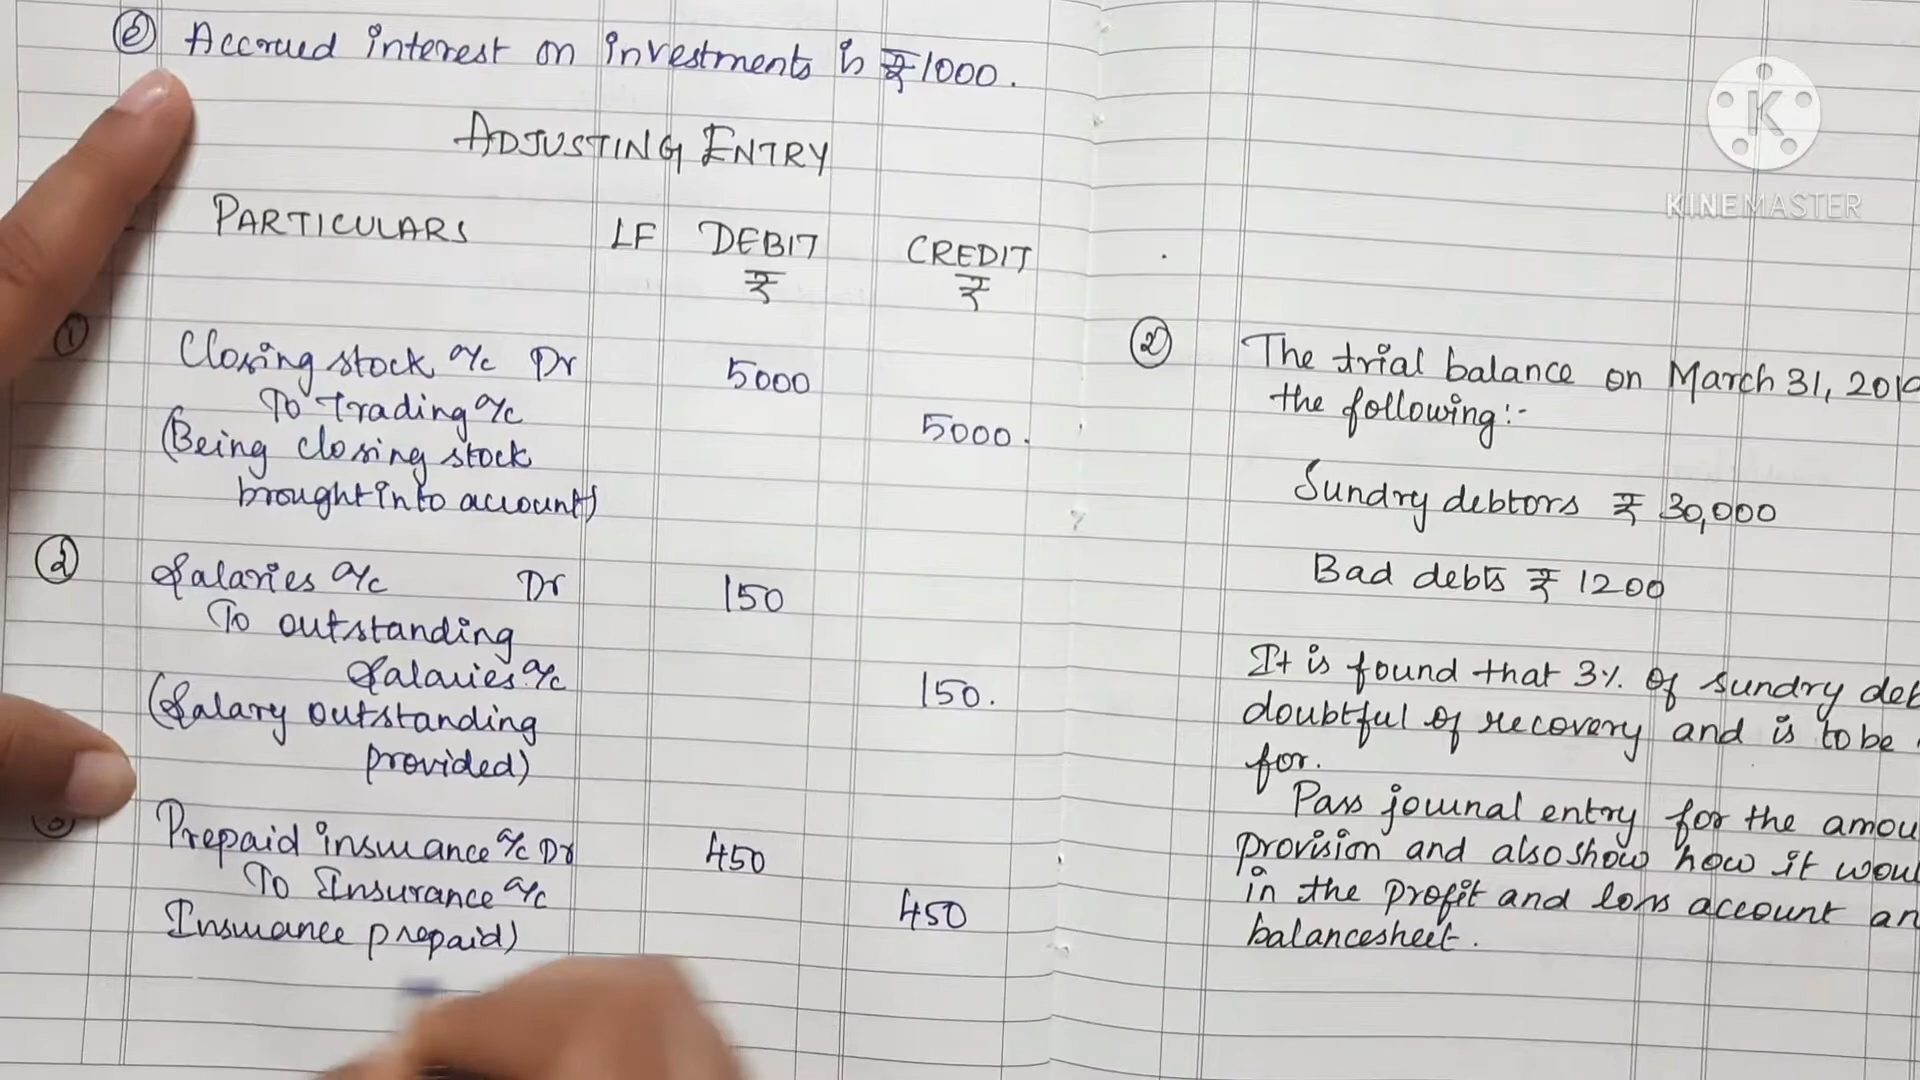 e Accrued interest on investments is ₹1000.
ADJUSTING ENTRY
PARTICULARS LF DEBIT ₹ CREDIT ₹
1 Closing stock a/c Dr 5000
To Trading a/c 5000.
(Being closing stock
brought into account)
2 Salaries a/c Dr 150
To outstanding
Salaries a/c 150.
(Salary outstanding
provided)
Prepaid insurance a/c Dr 450
To Insurance a/c 450
Insurance prepaid)
K
KINEMASTER
2 The trial balance on March 31,
the following:-
Sundry debtors ₹ 30,000
Bad debts ₹ 1200
It is found that 3% of sundry
doubtful of recovery and is to be
for.
Pass journal entry for the
provision and also show how it
in the profit and loss account
balancesheet.